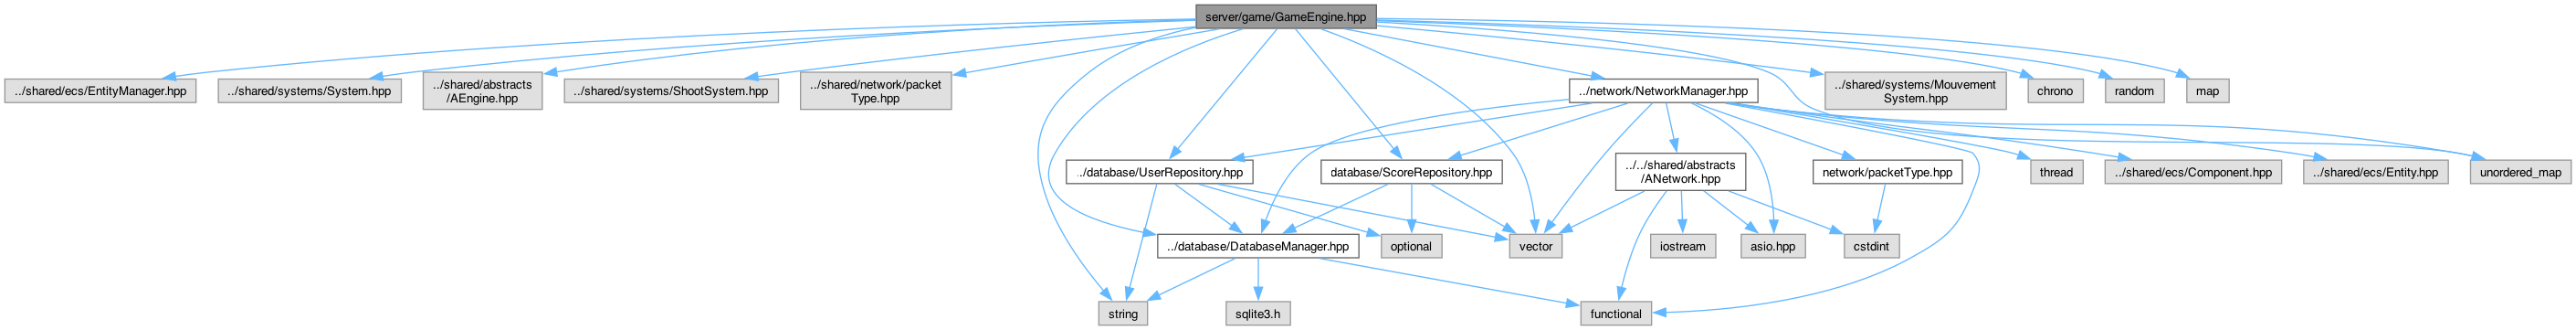 server/game/GameEngine.hpp
../shared/ecs/EntityManager.hpp
../shared/systems/System.hpp
../shared/abstracts
/AEngine.hpp
../shared/systems/ShootSystem.hpp
../shared/network/packet
Type.hpp
../network/NetworkManager.hpp
../shared/systems/Mouvement
System.hpp
chrono
random
map
../database/UserRepository.hpp
database/ScoreRepository.hpp
../../shared/abstracts
/ANetwork.hpp
network/packetType.hpp
thread
../shared/ecs/Component.hpp
../shared/ecs/Entity.hpp
unordered_map
../database/DatabaseManager.hpp
optional
vector
iostream
asio.hpp
cstdint
string
sqlite3.h
functional